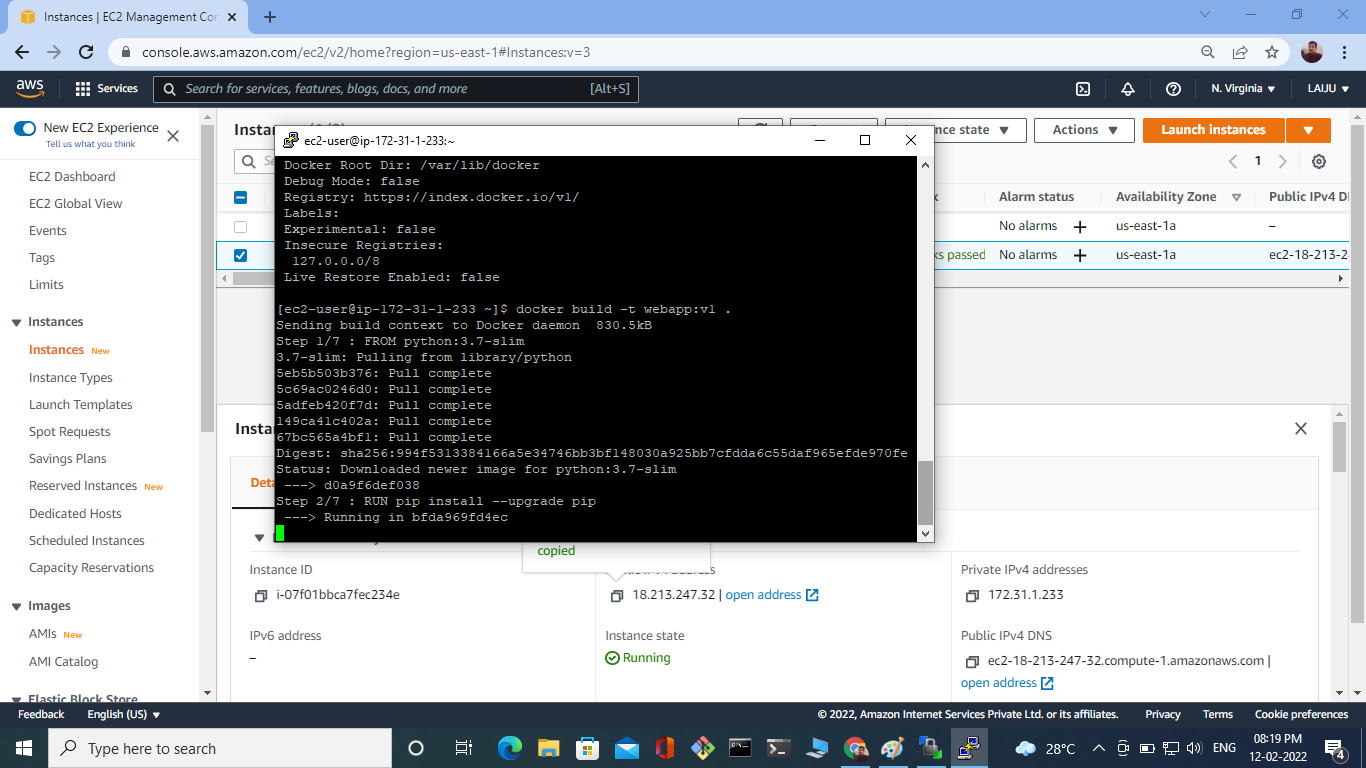 Instances | EC2 Management Cor
console.aws.amazon.com/ec2/v2/home?region=us-east-1#Instances:v=3
aws
Services
Search for services, features, blogs, docs, and more
[Alt+S]
N. Virginia
LAIJU
New EC2 Experience
Tell us what you think
EC2 Dashboard
EC2 Global View
Events
Tags
Limits
Instances
Instances New
Instance Types
Launch Templates
Spot Requests
Savings Plans
Reserved Instances New
Dedicated Hosts
Scheduled Instances
Capacity Reservations
Images
AMIs New
AMI Catalog
Elastic Block Store
state
Actions
Launch instances
1
Alarm status
Availability Zone
Public IPv4 D
No alarms
us-east-1a
–
passed
No alarms
us-east-1a
ec2-18-213-2
ec2-user@ip-172-31-1-233:~
Docker Root Dir: /var/lib/docker
Debug Mode: false
Registry: https://index.docker.io/v1/
Labels:
Experimental: false
Insecure Registries:
127.0.0.0/8
Live Restore Enabled: false
[ec2-user@ip-172-31-1-233 ~]$ docker build -t webapp:v1 .
Sending build context to Docker daemon  830.5kB
Step 1/7 : FROM python:3.7-slim
3.7-slim: Pulling from library/python
5eb5b503b376: Pull complete
5c69ac0246d0: Pull complete
5adfeb420f7d: Pull complete
149ca41c402a: Pull complete
67bc565a4bf1: Pull complete
Digest: sha256:994f5313384166a5e34746bb3bf148030a925bb7cfdda6c55daf965efde970fe
Status: Downloaded newer image for python:3.7-slim
---> d0a9f6def038
Step 2/7 : RUN pip install --upgrade pip
---> Running in bfda969fd4ec
copied
Instance ID
i-07f01bbca7fec234e
18.213.247.32 | open address
Private IPv4 addresses
172.31.1.233
IPv6 address
–
Instance state
Running
Public IPv4 DNS
ec2-18-213-247-32.compute-1.amazonaws.com |
open address
Feedback
English (US)
© 2022, Amazon Internet Services Private Ltd. or its affiliates.
Privacy
Terms
Cookie preferences
Type here to search
28°C
ENG
08:19 PM
12-02-2022
4